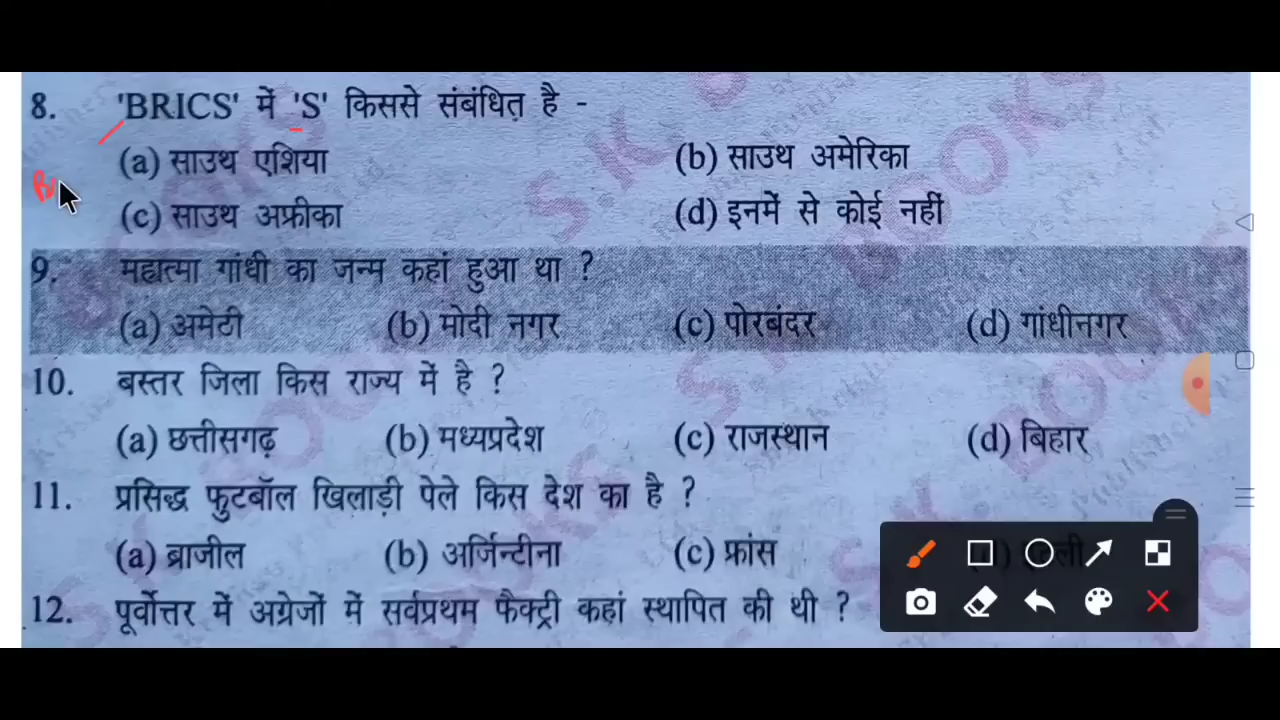 8. 'BRICS' में 'S' किससे संबंधित है -
(a) साउथ एशिया (b) साउथ अमेरिका
(c) साउथ अफ्रीका (d) इनमें से कोई नहीं
9. महात्मा गांधी का जन्म कहां हुआ था ?
(a) अमेठी (b) मोदी नगर (c) पोरबंदर (d) गांधीनगर
10. बस्तर जिला किस राज्य में है ?
(a) छत्तीसगढ़ (b) मध्यप्रदेश (c) राजस्थान (d) बिहार
11. प्रसिद्ध फुटबॉल खिलाड़ी पेले किस देश का है ?
(a) ब्राजील (b) अर्जिन्टीना (c) फ्रांस
12. पूर्वोत्तर में अग्रेजों में सर्वप्रथम फैक्ट्री कहां स्थापित की थी ?